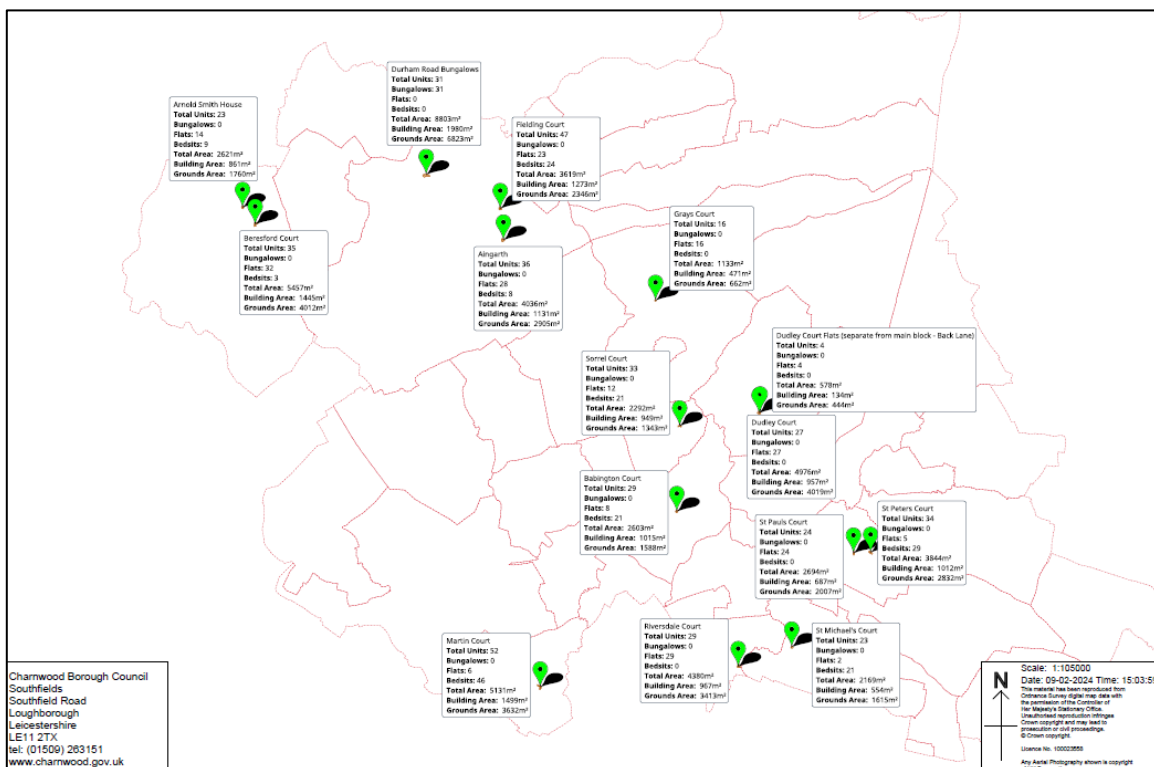 Durham Road Bungalows
Total Units: 31
Bungalows: 31
Flats: 0
Bedsits: 0
Total Area: 8803m²
Building Area: 1980m²
Grounds Area: 6823m²
Arnold Smith House
Total Units: 23
Bungalows: 0
Flats: 14
Bedsits: 9
Total Area: 2621m²
Building Area: 861m²
Grounds Area: 1760m²
Fielding Court
Total Units: 47
Bungalows: 0
Flats: 23
Bedsits: 24
Total Area: 3619m²
Building Area: 1273m²
Grounds Area: 2346m²
Beresford Court
Total Units: 35
Bungalows: 0
Flats: 32
Bedsits: 3
Total Area: 5457m²
Building Area: 1445m²
Grounds Area: 4012m²
Aingarth
Total Units: 36
Bungalows: 0
Flats: 28
Bedsits: 8
Total Area: 4036m²
Building Area: 1131m²
Grounds Area: 2905m²
Grays Court
Total Units: 16
Bungalows: 0
Flats: 16
Bedsits: 0
Total Area: 1133m²
Building Area: 471m²
Grounds Area: 662m²
Dudley Court Flats (separate from main block - Back Lane)
Total Units: 4
Bungalows: 0
Flats: 4
Bedsits: 0
Total Area: 578m²
Building Area: 134m²
Grounds Area: 444m²
Sorrel Court
Total Units: 33
Bungalows: 0
Flats: 12
Bedsits: 21
Total Area: 2292m²
Building Area: 949m²
Grounds Area: 1343m²
Dudley Court
Total Units: 27
Bungalows: 0
Flats: 27
Bedsits: 0
Total Area: 4976m²
Building Area: 957m²
Grounds Area: 4019m²
Babington Court
Total Units: 29
Bungalows: 0
Flats: 8
Bedsits: 21
Total Area: 2603m²
Building Area: 1015m²
Grounds Area: 1588m²
St Pauls Court
Total Units: 24
Bungalows: 0
Flats: 24
Bedsits: 0
Total Area: 2694m²
Building Area: 687m²
Grounds Area: 2007m²
St Peters Court
Total Units: 34
Bungalows: 0
Flats: 5
Bedsits: 29
Total Area: 3844m²
Building Area: 1012m²
Grounds Area: 2832m²
Martin Court
Total Units: 52
Bungalows: 0
Flats: 6
Bedsits: 46
Total Area: 5131m²
Building Area: 1499m²
Grounds Area: 3632m²
Riversdale Court
Total Units: 29
Bungalows: 0
Flats: 29
Bedsits: 0
Total Area: 4380m²
Building Area: 967m²
Grounds Area: 3413m²
St Michael's Court
Total Units: 23
Bungalows: 0
Flats: 2
Bedsits: 21
Total Area: 2169m²
Building Area: 554m²
Grounds Area: 1615m²
Charnwood Borough Council
Southfields
Southfield Road
Loughborough
Leicestershire
LE11 2TX
tel: (01509) 263151
www.charnwood.gov.uk
N
Scale: 1:105000
Date: 09-02-2024 Time: 15:03:5
This material has been reproduced from
Ordnance Survey digital map data with
the permission of the Controller of
Her Majesty's Stationary Office.
Unauthorised reproduction infringes
Crown copyright and may lead to
prosecution or civil proceedings.
© Crown copyright.
Licence No. 100023558
Any Aerial Photography shown is copyright